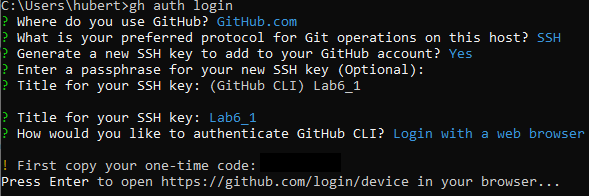 C:\Users\hubert>gh auth login
? Where do you use GitHub? GitHub.com
? What is your preferred protocol for Git operations on this host? SSH
? Generate a new SSH key to add to your GitHub account? Yes
? Enter a passphrase for your new SSH key (Optional):
? Title for your SSH key: (GitHub CLI) Lab6_1

? Title for your SSH key: Lab6_1
? How would you like to authenticate GitHub CLI? Login with a web browser

! First copy your one-time code:
Press Enter to open https://github.com/login/device in your browser...